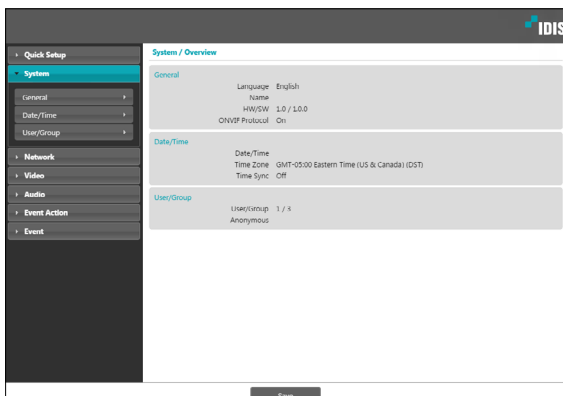 IDIS
Quick Setup
System
General
Date/Time
User/Group
Network
Video
Audio
Event Action
Event
System / Overview
General
Language English
Name
HW/SW 1.0 / 1.0.0
ONVIF Protocol On
Date/Time
Date/Time
Time Zone GMT-05:00 Eastern Time (US & Canada) (DST)
Time Sync Off
User/Group
User/Group 1 / 3
Anonymous
Save